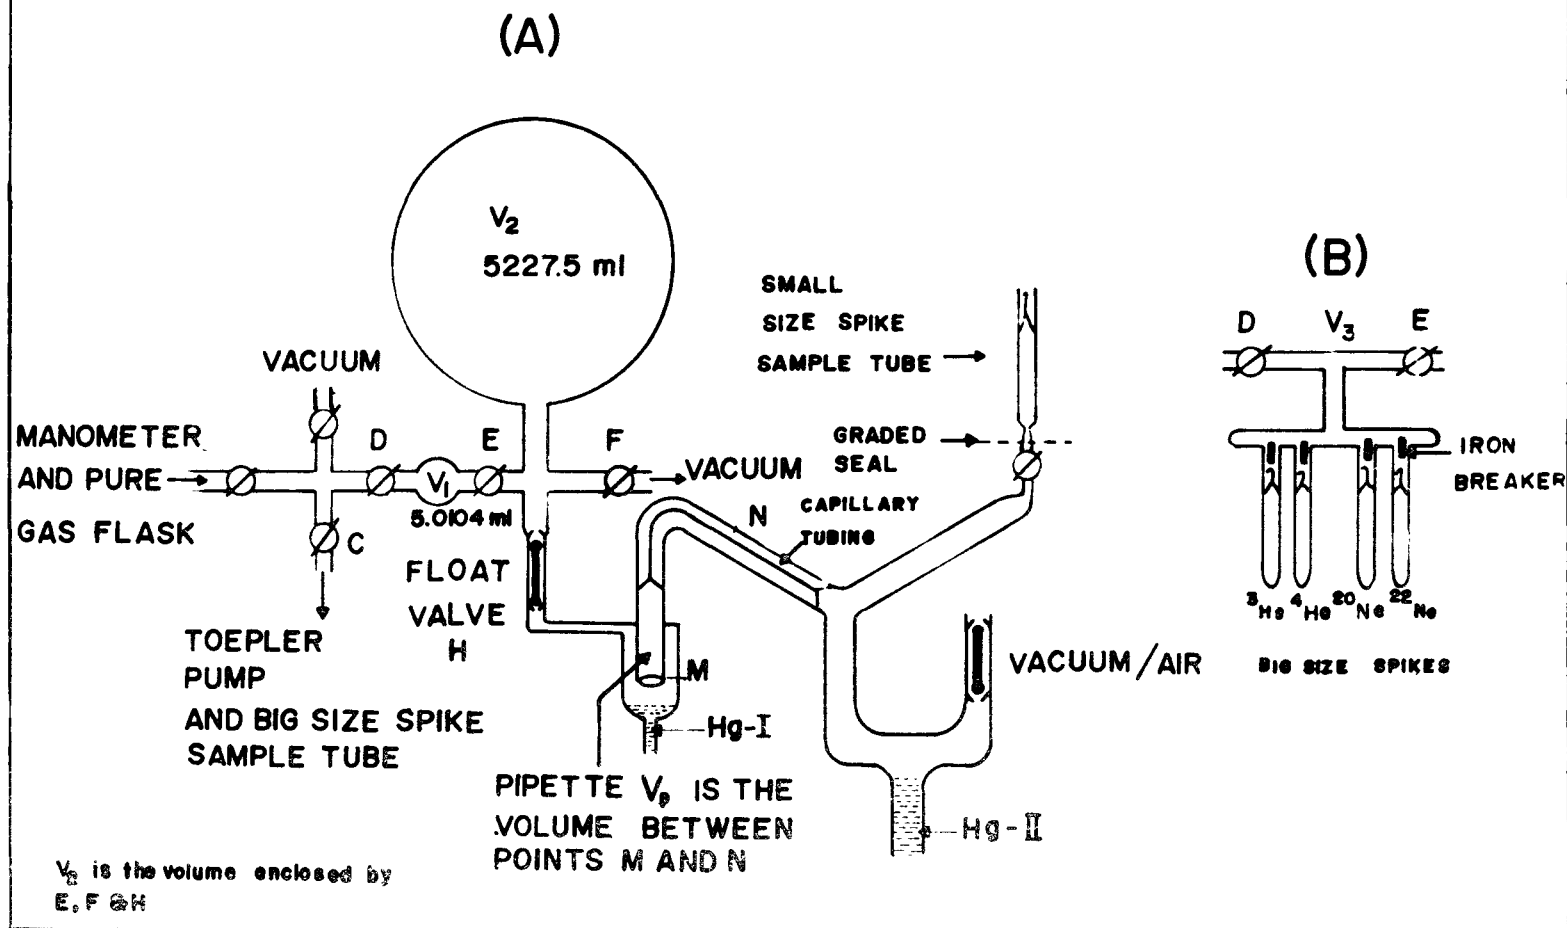 (A)
V₂
5227.5 ml
(B)
SMALL
SIZE SPIKE
SAMPLE TUBE
D V₃ E
VACUUM
MANOMETER
AND PURE
GAS FLASK
D
E
F
V₁
5.0104 ml
VACUUM
C
GRADED
SEAL
IRON
BREAKER
N
CAPILLARY
TUBING
FLOAT
VALVE
H
³He ⁴He ²⁰Ne ²²Ne
BIG SIZE SPIKES
TOEPLER
PUMP
AND BIG SIZE SPIKE
SAMPLE TUBE
M
VACUUM/AIR
Hg-I
PIPETTE Vₚ IS THE
VOLUME BETWEEN
POINTS M AND N
Hg-II
V₂ is the volume enclosed by
E, F & H